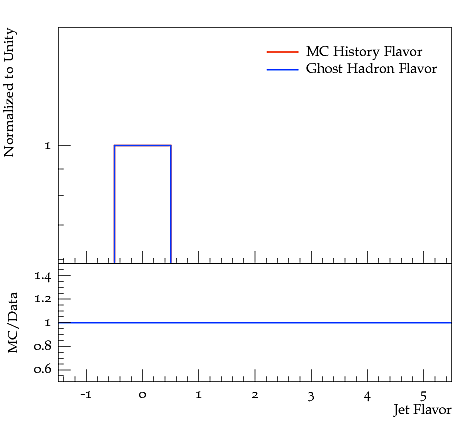 Normalized to Unity
MC History Flavor
Ghost Hadron Flavor
1
MC/Data
1.4
1.2
1
0.8
0.6
-1 0 1 2 3 4 5
Jet Flavor